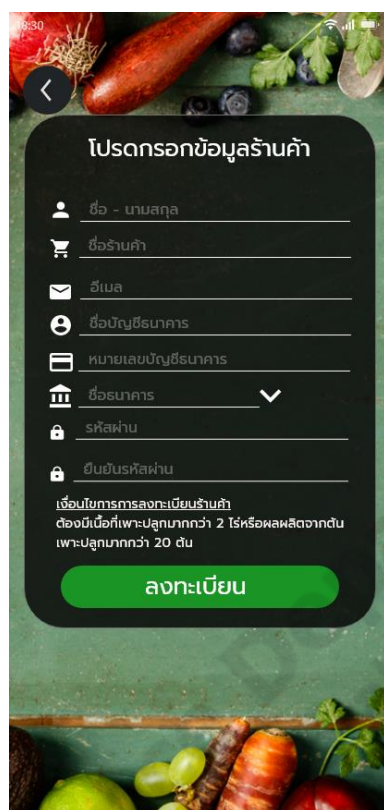 18:30
โปรดกรอกข้อมูลร้านค้า
ชื่อ - นามสกุล
ชื่อร้านค้า
อีเมล
ชื่อบัญชีธนาคาร
หมายเลขบัญชีธนาคาร
ชื่อธนาคาร
รหัสผ่าน
ยืนยันรหัสผ่าน
เงื่อนไขการการลงทะเบียนร้านค้า
ต้องมีเนื้อที่เพาะปลูกมากกว่า 2 ไร่หรือผลผลิตจากต้น
เพาะปลูกมากกว่า 20 ต้น
ลงทะเบียน